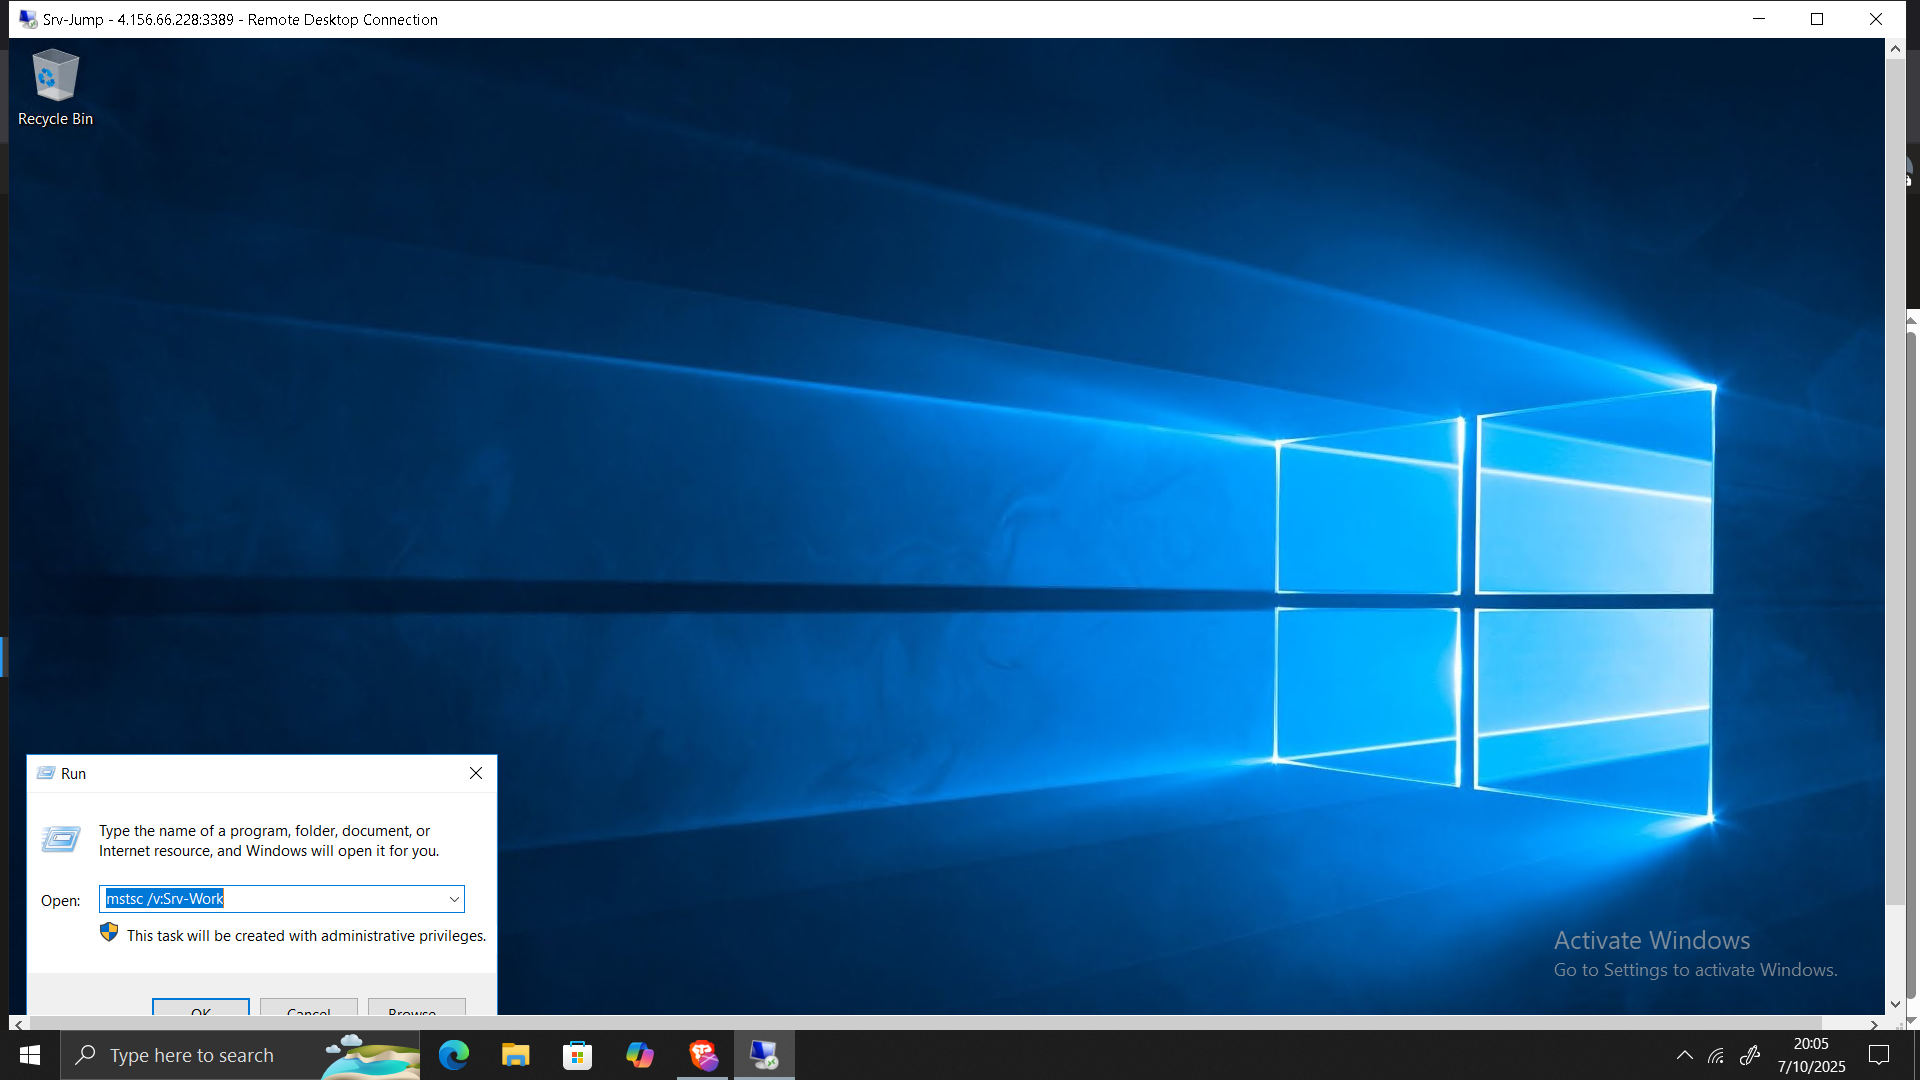 Srv-Jump - 4.156.66.228:3389 - Remote Desktop Connection
Recycle Bin
Run
Type the name of a program, folder, document, or
Internet resource, and Windows will open it for you.
Open:
mstsc /v:Srv-Work
This task will be created with administrative privileges.
OK
Cancel
Browse...
Activate Windows
Go to Settings to activate Windows.
Type here to search
20:05
7/10/2025